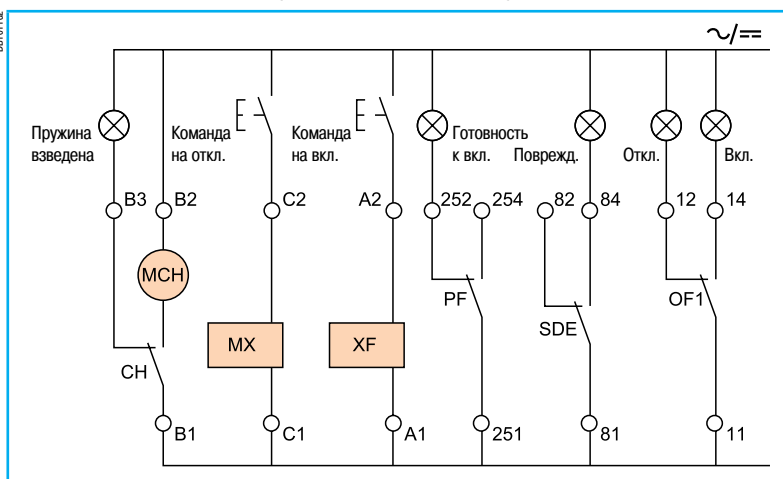 Пружина
взведена
Команда
на откл.
Команда
на вкл.
Готовность
к вкл.
Поврежд.
Откл.
Вкл.
B3
B2
C2
A2
252
254
82
84
12
14
MCH
PF
OF1
SDE
MX
XF
CH
B1
C1
A1
251
81
11